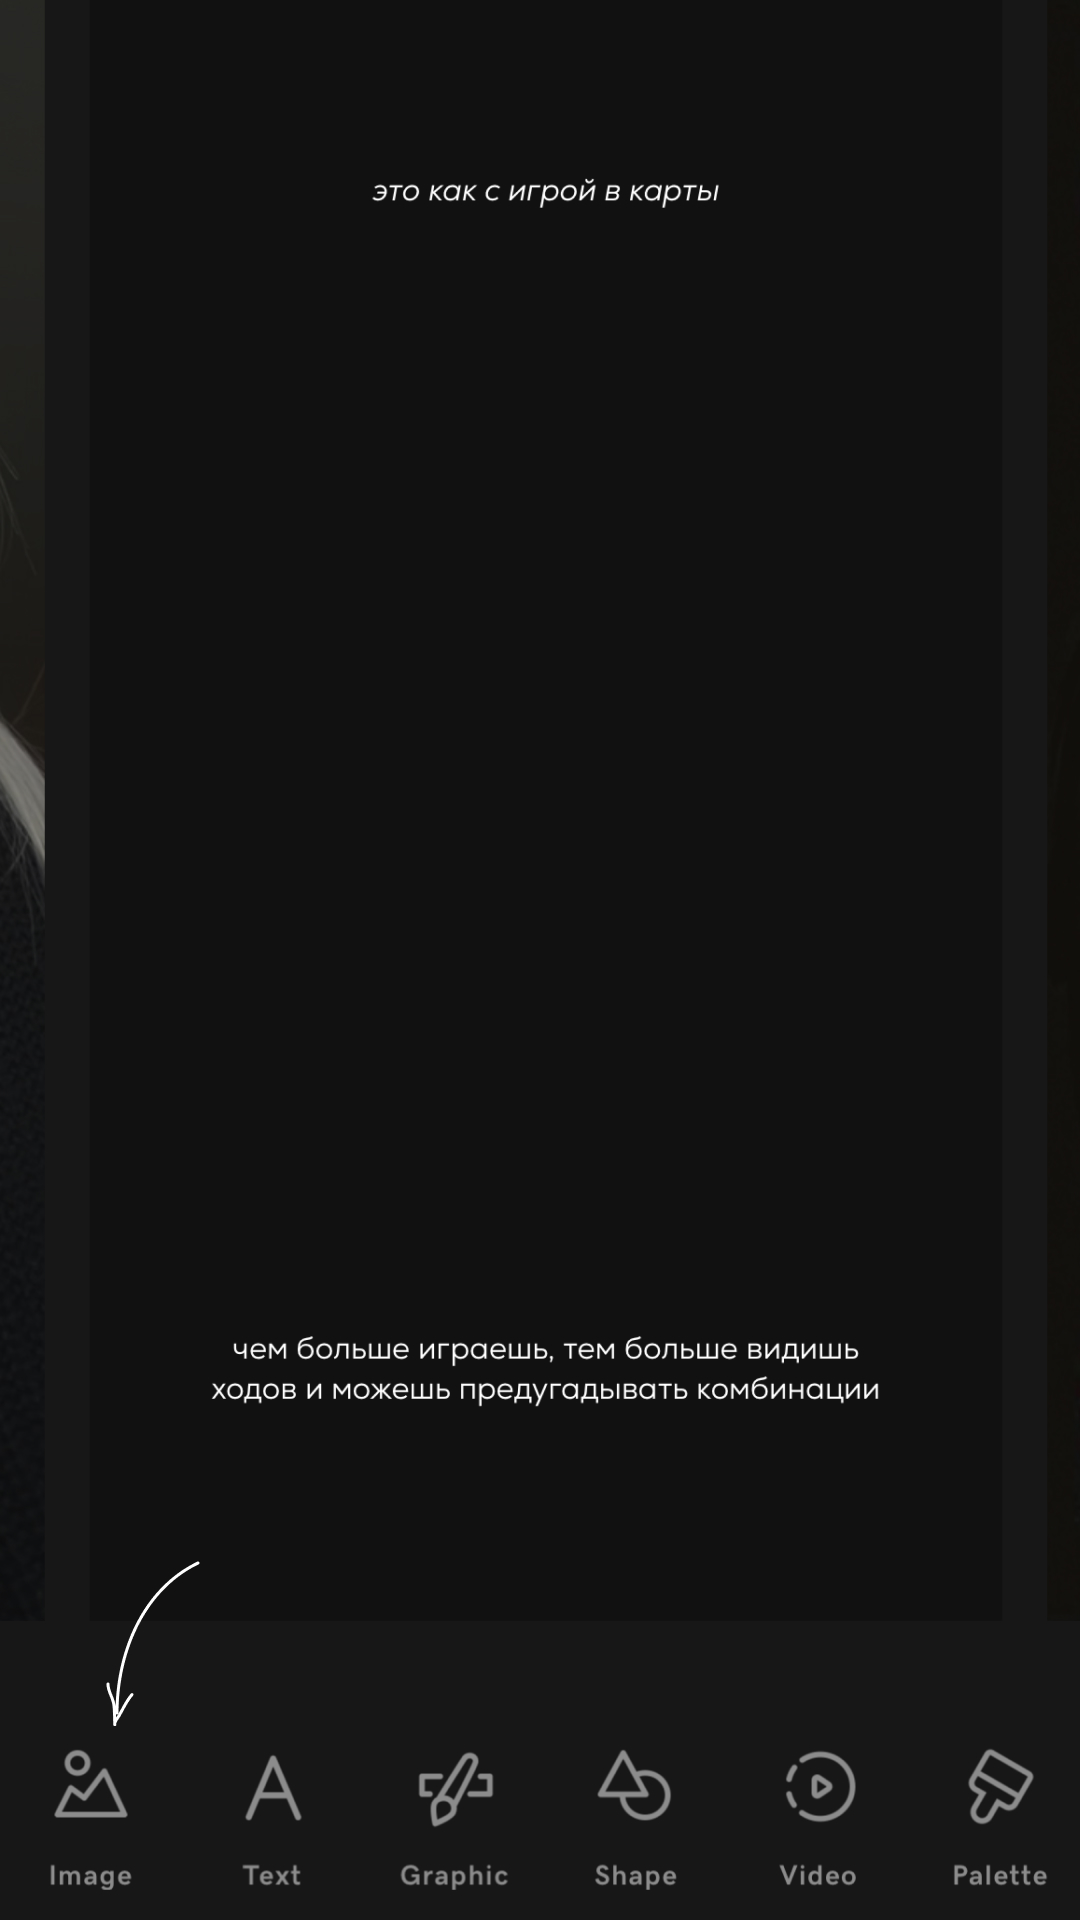 это как с игрой в карты
чем больше играешь, тем больше видишь
ходов и можешь предугадывать комбинации
Image Text Graphic Shape Video Palette